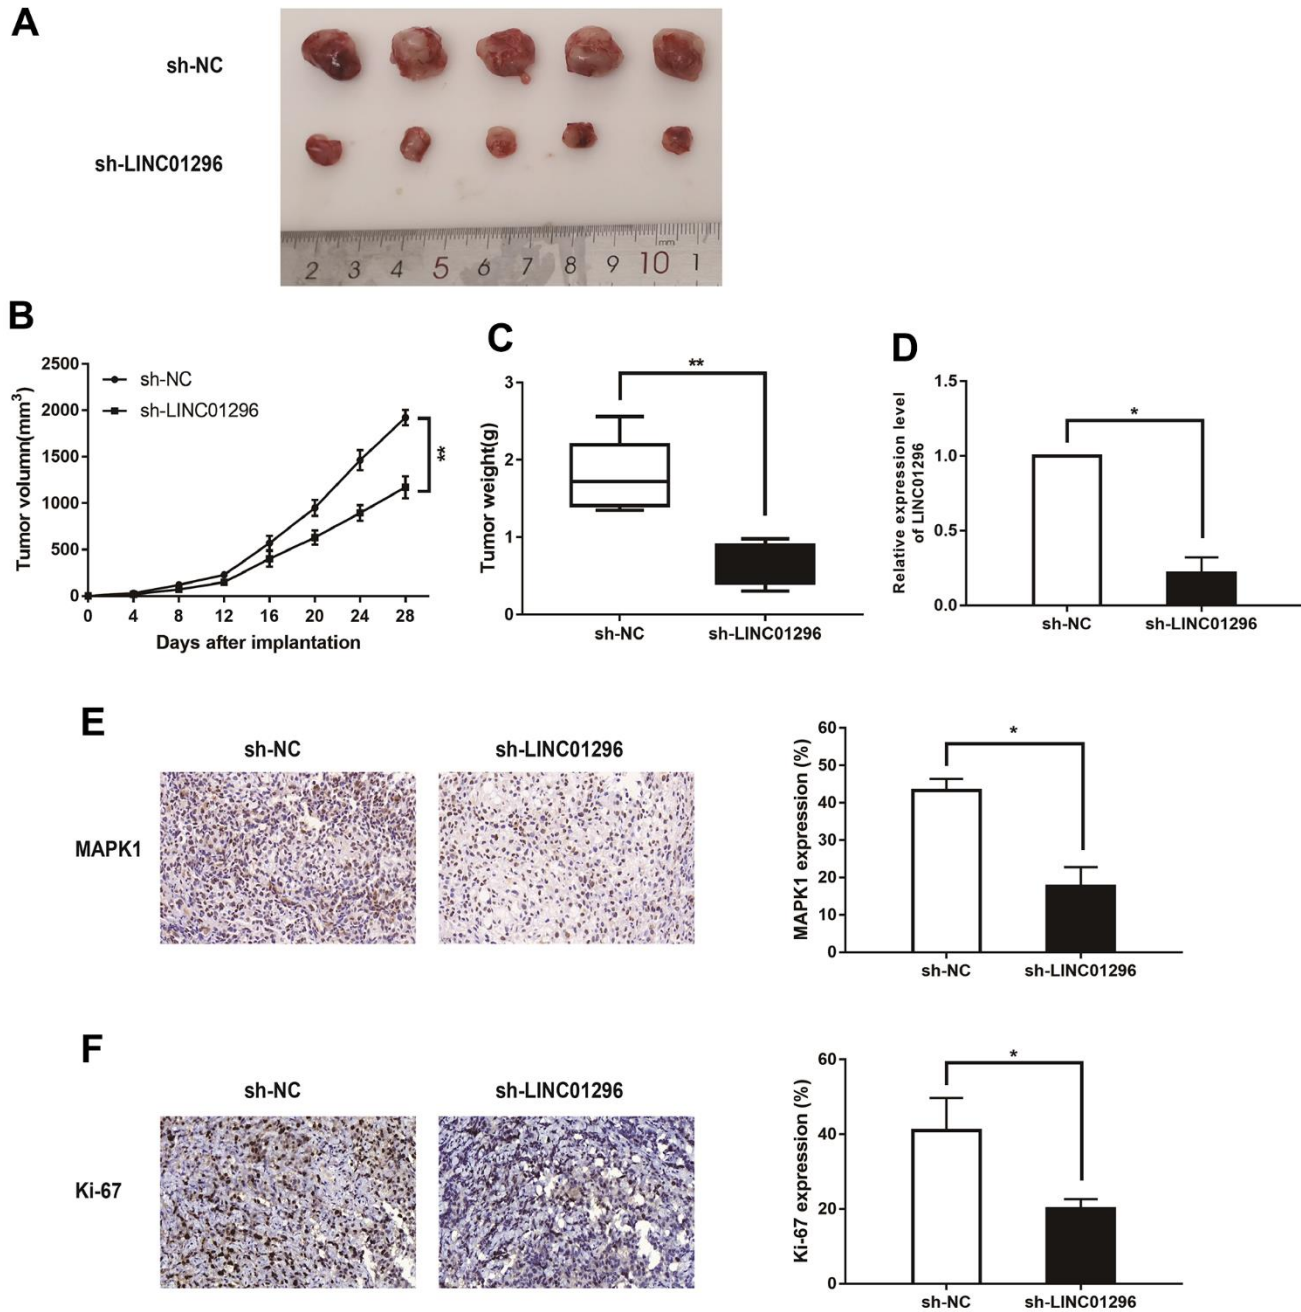 A
sh-NC
sh-LINC01296
mm
2 3 4 5 6 7 8 9 10 1
B
2500
2000
1500
1000
500
0
Tumor volumn(mm³)
sh-NC
sh-LINC01296
**
0 4 8 12 16 20 24 28
Days after implantation
C
3
2
1
0
Tumor weight(g)
**
sh-NC sh-LINC01296
D
1.5
1.0
0.5
0.0
Relative expression level
of LINC01296
*
sh-NC sh-LINC01296
E
sh-NC sh-LINC01296
MAPK1
60
50
40
30
20
10
0
MAPK1 expression (%)
*
sh-NC sh-LINC01296
F
sh-NC sh-LINC01296
Ki-67
60
40
20
0
Ki-67 expression (%)
*
sh-NC sh-LINC01296